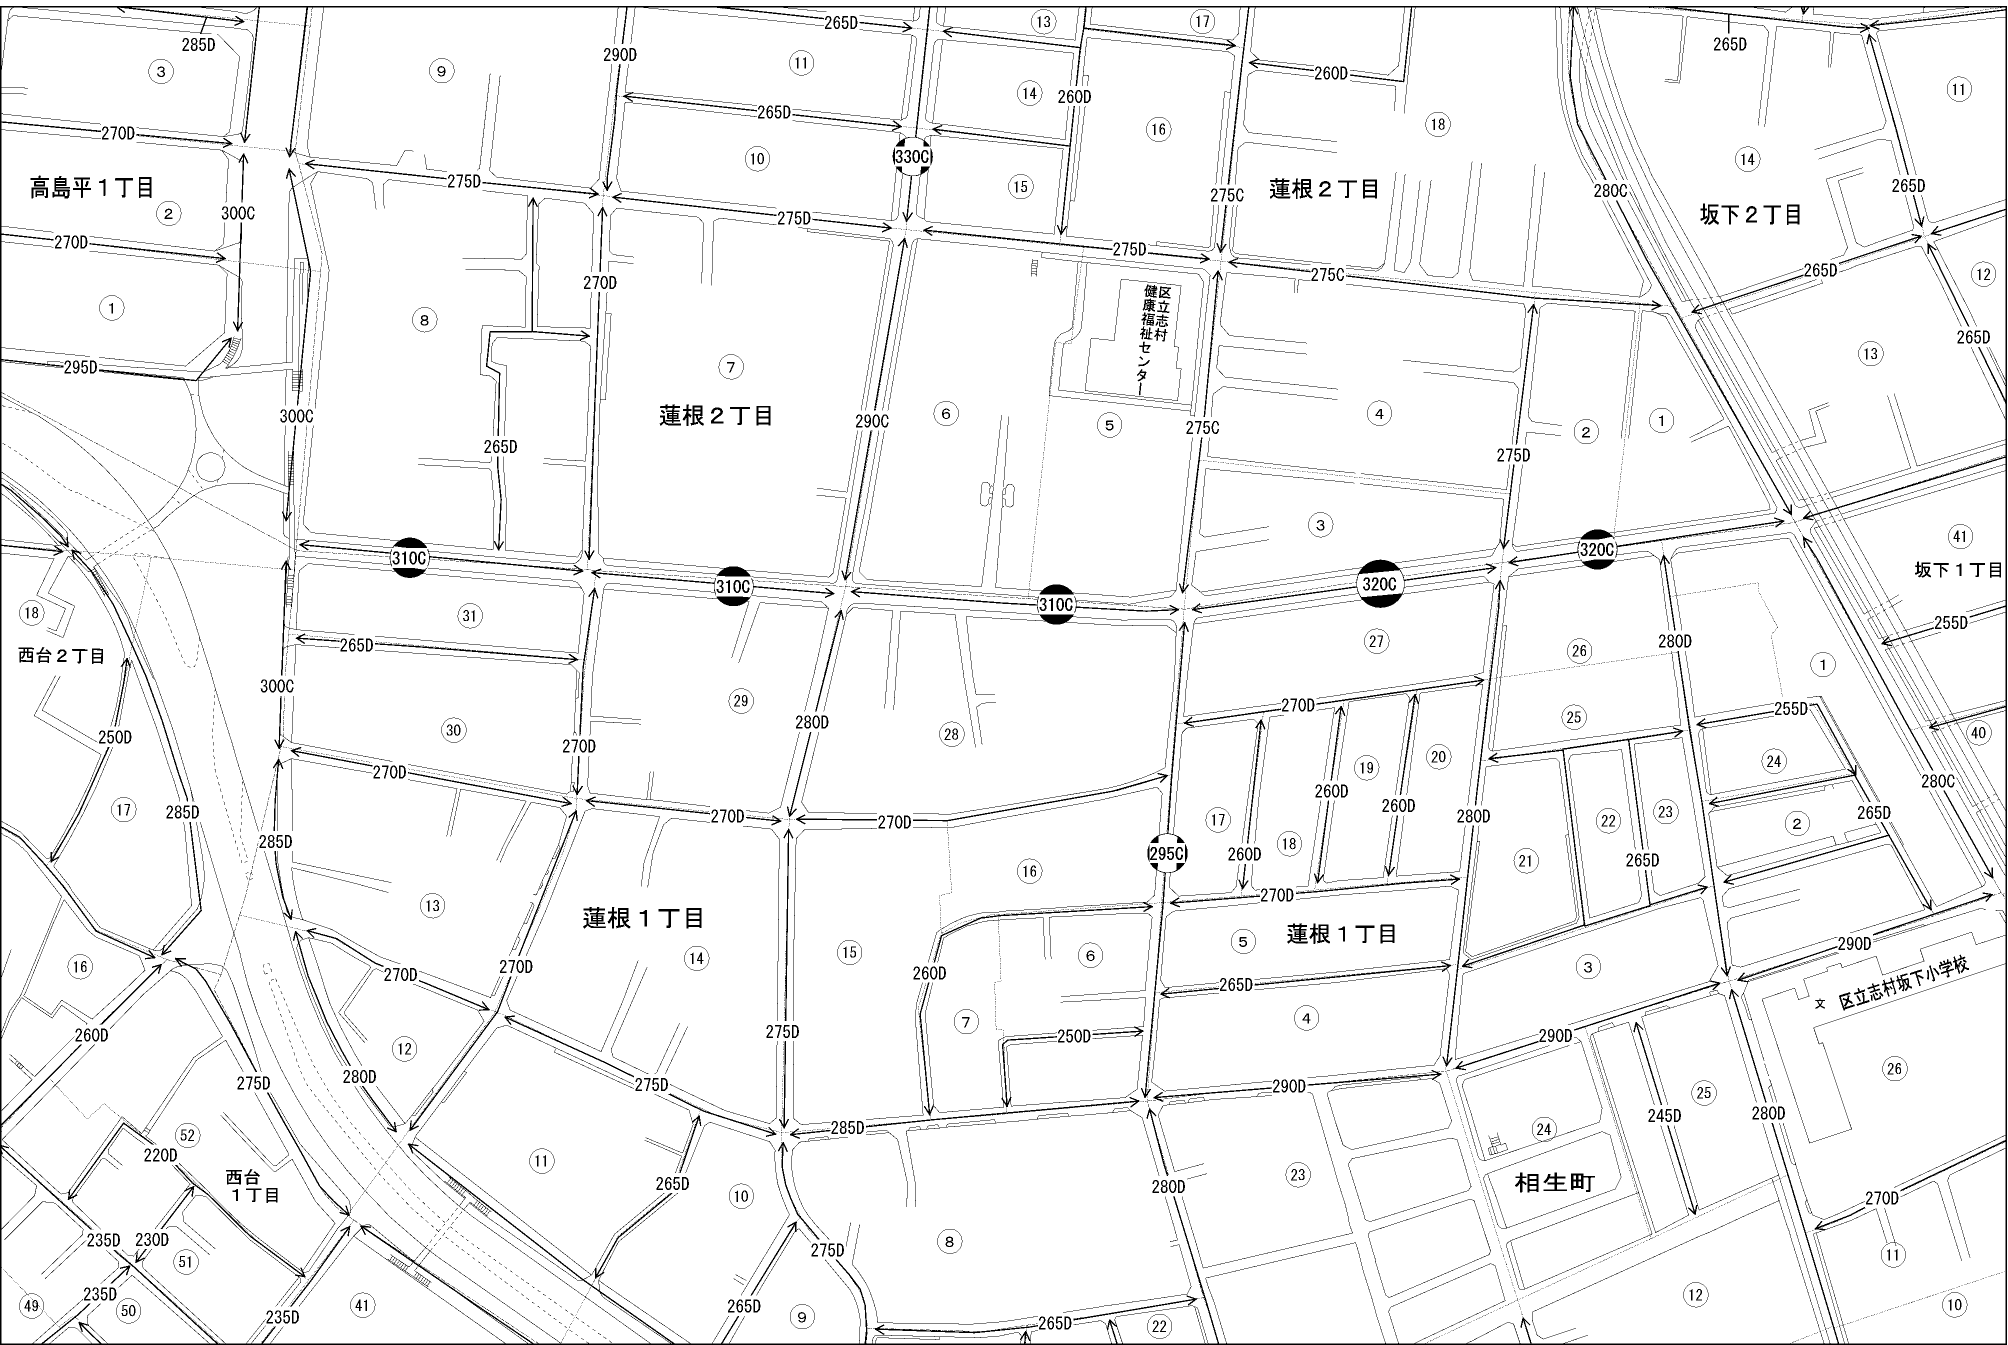 265D
13
17
265D
285D
290D
3
9
11
260D
18
11
270D
265D
14
260D
16
14
330C
10
275D
15
275C
蓮根2丁目
280C
265D
高島平1丁目
2
300C
275D
坂下2丁目
270D
270D
275D
275C
265D
12
1
8
7
区立志村
健康福祉センター
265D
13
295D
300C
265D
蓮根2丁目
290C
6
5
275C
4
275D
2
1
3
310C
310C
310C
320C
320C
41
坂下1丁目
18
西台2丁目
31
265D
27
26
280D
255D
1
300C
30
270D
29
280D
28
270D
25
255D
40
250D
270D
17
285D
285D
270D
270D
17
260D
18
260D
19
260D
20
280D
22
23
24
280C
265D
2
295C
16
21
265D
13
蓮根1丁目
270D
蓮根1丁目
16
270D
270D
14
15
260D
6
5
265D
3
290D
区立志村坂下小学校
文
260D
12
280D
275D
275D
7
250D
4
290D
275D
290D
285D
245D
25
280D
26
52
220D
西台
1丁目
11
265D
10
280D
23
24
相生町
270D
235D
230D
51
275D
8
11
49
235D
50
235D
41
265D
9
265D
22
12
10